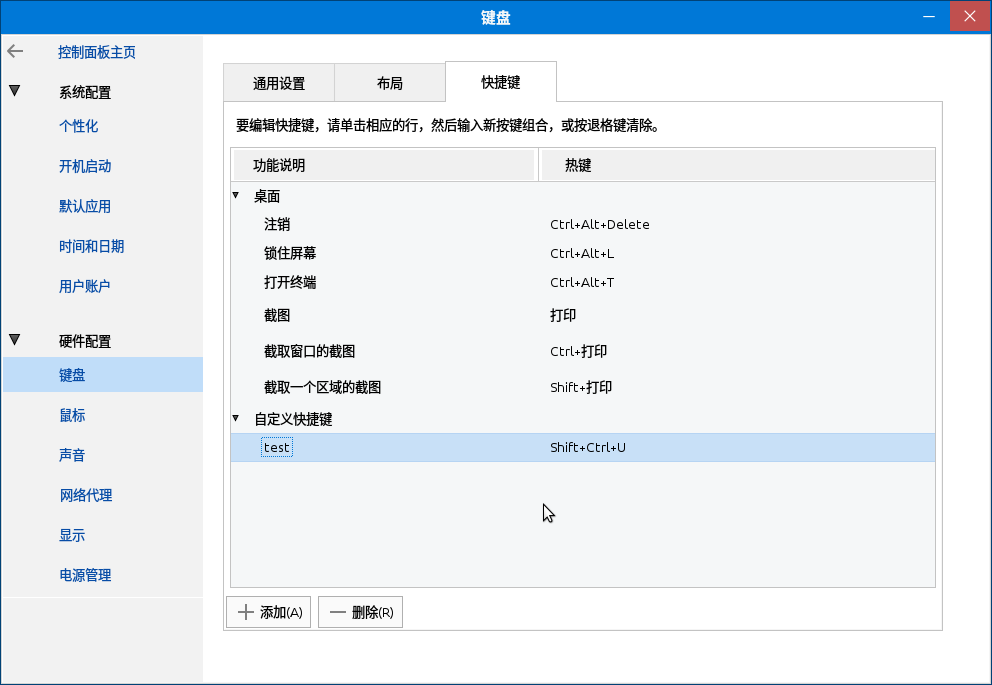 键盘
控制面板主页
系统配置
个性化
开机启动
默认应用
时间和日期
用户账户
硬件配置
键盘
鼠标
声音
网络代理
显示
电源管理
通用设置 布局 快捷键
要编辑快捷键，请单击相应的行，然后输入新按键组合，或按退格键清除。
功能说明 热键
桌面
注销 Ctrl+Alt+Delete
锁住屏幕 Ctrl+Alt+L
打开终端 Ctrl+Alt+T
截图 打印
截取窗口的截图 Ctrl+打印
截取一个区域的截图 Shift+打印
自定义快捷键
test Shift+Ctrl+U
添加(A) 删除(R)